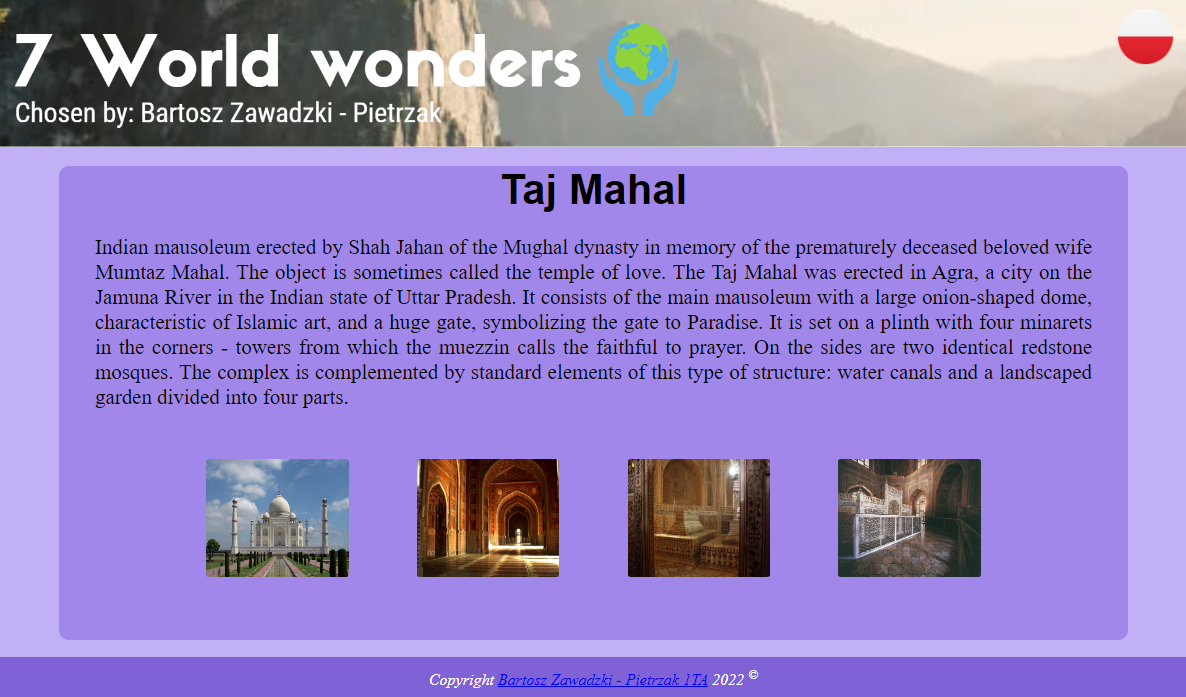 7 World wonders
Chosen by: Bartosz Zawadzki - Pietrzak
Taj Mahal
Indian mausoleum erected by Shah Jahan of the Mughal dynasty in memory of the prematurely deceased beloved wife
Mumtaz Mahal. The object is sometimes called the temple of love. The Taj Mahal was erected in Agra, a city on the
Jamuna River in the Indian state of Uttar Pradesh. It consists of the main mausoleum with a large onion-shaped dome,
characteristic of Islamic art, and a huge gate, symbolizing the gate to Paradise. It is set on a plinth with four minarets
in the corners - towers from which the muezzin calls the faithful to prayer. On the sides are two identical redstone
mosques. The complex is complemented by standard elements of this type of structure: water canals and a landscaped
garden divided into four parts.
Copyright Bartosz Zawadzki - Pietrzak 1TA 2022 ©